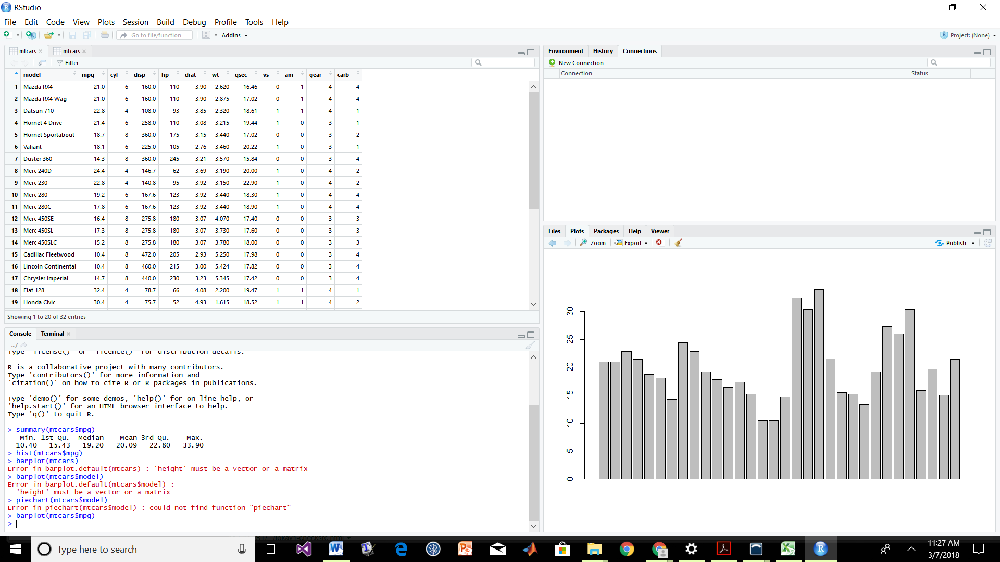 RStudio
File Edit Code View Plots Session Build Debug Profile Tools Help
Go to file/function Addins Project: (None)
mtcars mtcars
Filter
model mpg cyl disp hp drat wt qsec vs am gear carb
1 Mazda RX4 21.0 6 160.0 110 3.90 2.620 16.46 0 1 4 4
2 Mazda RX4 Wag 21.0 6 160.0 110 3.90 2.875 17.02 0 1 4 4
3 Datsun 710 22.8 4 108.0 93 3.85 2.320 18.61 1 1 4 1
4 Hornet 4 Drive 21.4 6 258.0 110 3.08 3.215 19.44 1 0 3 1
5 Hornet Sportabout 18.7 8 360.0 175 3.15 3.440 17.02 0 0 3 2
6 Valiant 18.1 6 225.0 105 2.76 3.460 20.22 1 0 3 1
7 Duster 360 14.3 8 360.0 245 3.21 3.570 15.84 0 0 3 4
8 Merc 240D 24.4 4 146.7 62 3.69 3.190 20.00 1 0 4 2
9 Merc 230 22.8 4 140.8 95 3.92 3.150 22.90 1 0 4 2
10 Merc 280 19.2 6 167.6 123 3.92 3.440 18.30 1 0 4 4
11 Merc 280C 17.8 6 167.6 123 3.92 3.440 18.90 1 0 4 4
12 Merc 450SE 16.4 8 275.8 180 3.07 4.070 17.40 0 0 3 3
13 Merc 450SL 17.3 8 275.8 180 3.07 3.730 17.60 0 0 3 3
14 Merc 450SLC 15.2 8 275.8 180 3.07 3.780 18.00 0 0 3 3
15 Cadillac Fleetwood 10.4 8 472.0 205 2.93 5.250 17.98 0 0 3 4
16 Lincoln Continental 10.4 8 460.0 215 3.00 5.424 17.82 0 0 3 4
17 Chrysler Imperial 14.7 8 440.0 230 3.23 5.345 17.42 0 0 3 4
18 Fiat 128 32.4 4 78.7 66 4.08 2.200 19.47 1 1 4 1
19 Honda Civic 30.4 4 75.7 52 4.93 1.615 18.52 1 1 4 2
Showing 1 to 20 of 32 entries
Console Terminal
~/
Type 'license()' or 'licence()' for distribution details.
R is a collaborative project with many contributors.
Type 'contributors()' for more information and
'citation()' on how to cite R or R packages in publications.
Type 'demo()' for some demos, 'help()' for on-line help, or
'help.start()' for an HTML browser interface to help.
Type 'q()' to quit R.
> summary(mtcars$mpg)
Min. 1st Qu. Median Mean 3rd Qu. Max.
10.40 15.43 19.20 20.09 22.80 33.90
> hist(mtcars$mpg)
> barplot(mtcars)
Error in barplot.default(mtcars) : 'height' must be a vector or a matrix
> barplot(mtcars$model)
Error in barplot.default(mtcars$model) :
'height' must be a vector or a matrix
> piechart(mtcars$model)
Error in piechart(mtcars$model) : could not find function "piechart"
> barplot(mtcars$mpg)
>
Environment History Connections
New Connection
Connection Status
Files Plots Packages Help Viewer
Zoom Export Publish
30
25
20
15
10
5
0
Type here to search
11:27 AM
3/7/2018